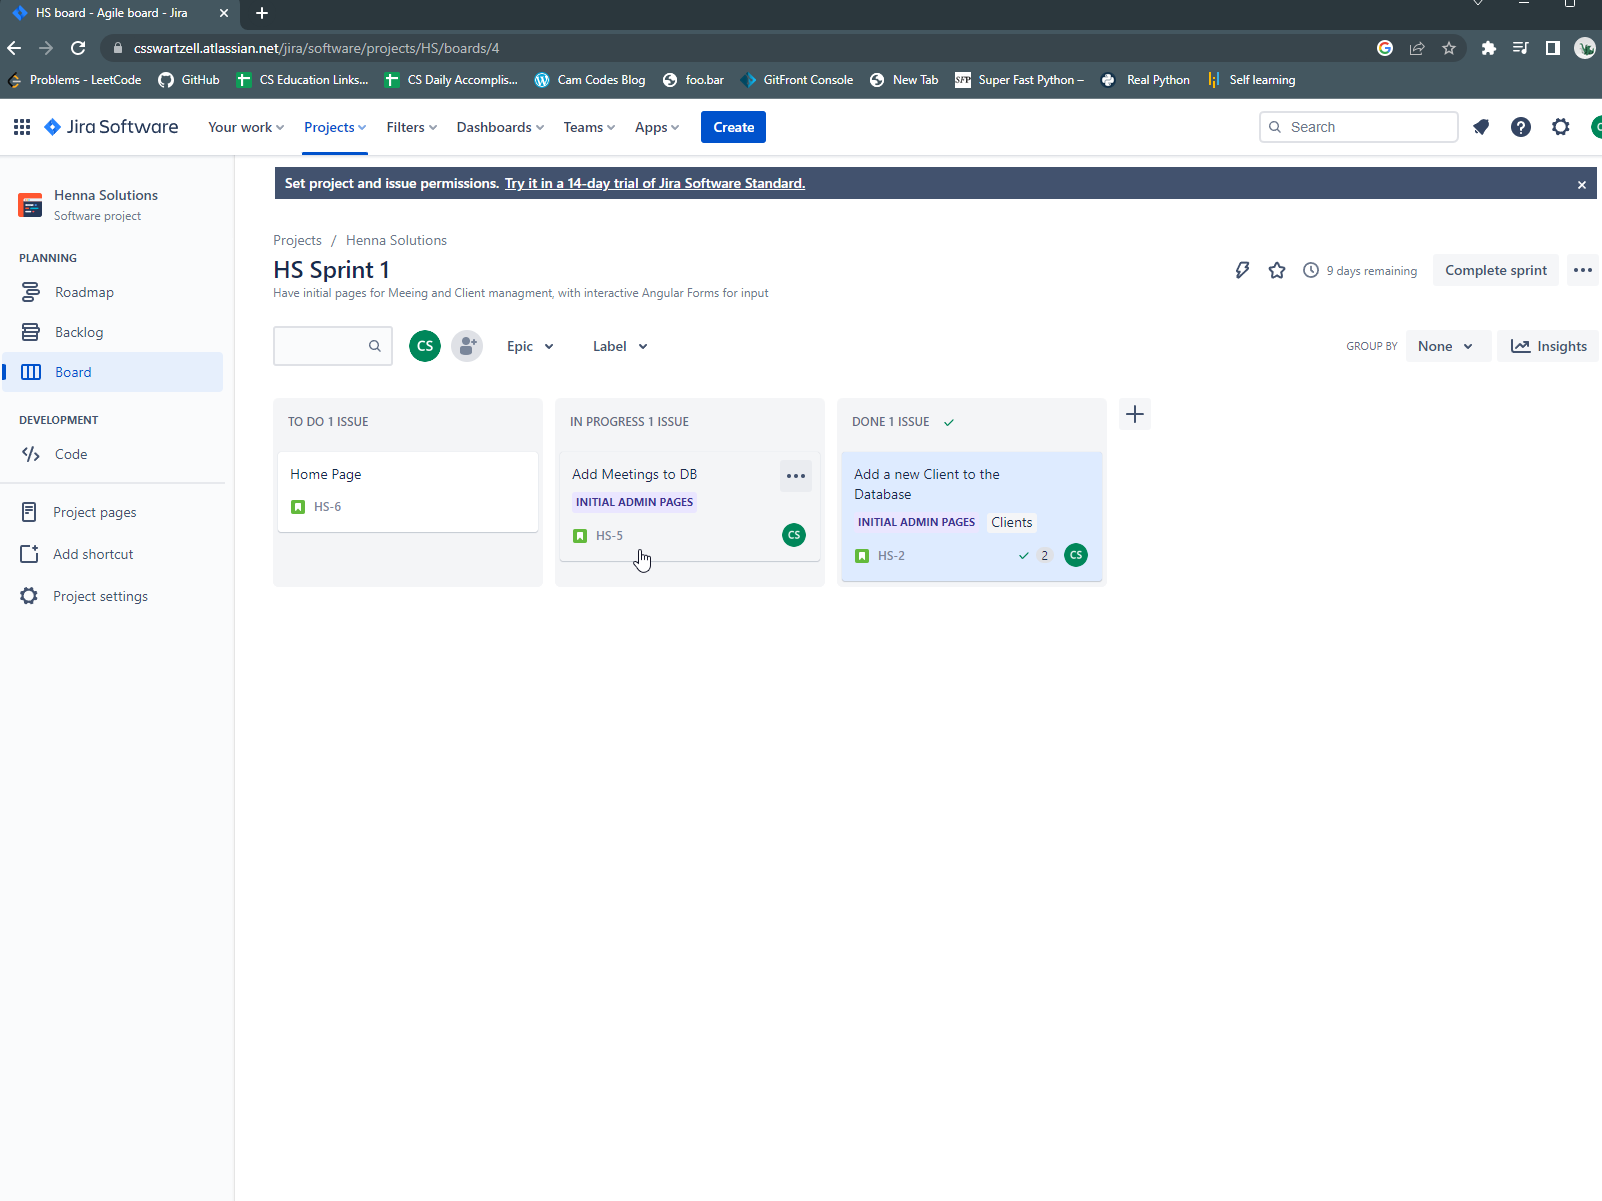 HS board - Agile board - Jira
csswartzell.atlassian.net/jira/software/projects/HS/boards/4
Problems - LeetCode GitHub CS Education Links... CS Daily Accomplis... Cam Codes Blog foo.bar GitFront Console New Tab SFP Super Fast Python – Real Python Self learning
Jira Software Your work Projects Filters Dashboards Teams Apps Create Search
Set project and issue permissions. Try it in a 14-day trial of Jira Software Standard.
Henna Solutions
Software project
PLANNING
Roadmap
Backlog
Board
DEVELOPMENT
Code
Project pages
Add shortcut
Project settings
Projects / Henna Solutions
HS Sprint 1
9 days remaining Complete sprint
Have initial pages for Meeing and Client managment, with interactive Angular Forms for input
CS Epic Label GROUP BY None Insights
TO DO 1 ISSUE
Home Page
HS-6
IN PROGRESS 1 ISSUE
Add Meetings to DB
INITIAL ADMIN PAGES
HS-5 CS
DONE 1 ISSUE
Add a new Client to the
Database
INITIAL ADMIN PAGES Clients
HS-2 2 CS